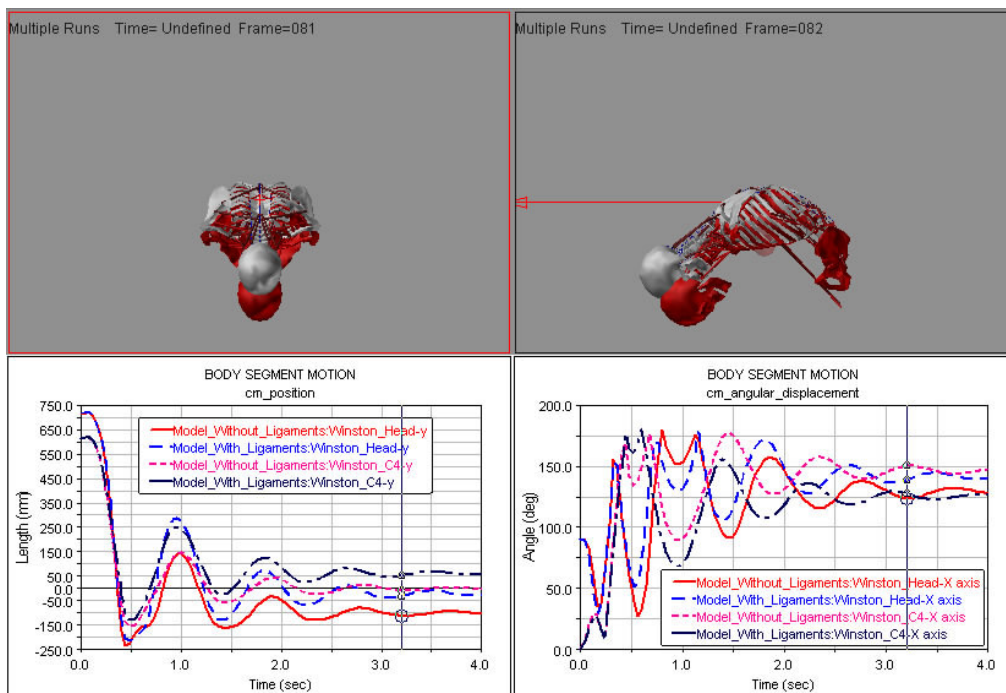 Multiple Runs Time= Undefined Frame=081
Multiple Runs Time= Undefined Frame=082
BODY SEGMENT MOTION
cm_position
Length (mm)
750.0
650.0
550.0
450.0
350.0
250.0
150.0
50.0
-50.0
-150.0
-250.0
Model_Without_Ligaments:Winston_Head-y
Model_With_Ligaments:Winston_Head-y
Model_Without_Ligaments:Winston_C4-y
Model_With_Ligaments:Winston_C4-y
0.0 1.0 2.0 3.0 4.0
Time (sec)
BODY SEGMENT MOTION
cm_angular_displacement
Angle (deg)
200.0
150.0
100.0
50.0
0.0
Model_Without_Ligaments:Winston_Head-X axis
Model_With_Ligaments:Winston_Head-X axis
Model_Without_Ligaments:Winston_C4-X axis
Model_With_Ligaments:Winston_C4-X axis
0.0 1.0 2.0 3.0 4.0
Time (sec)